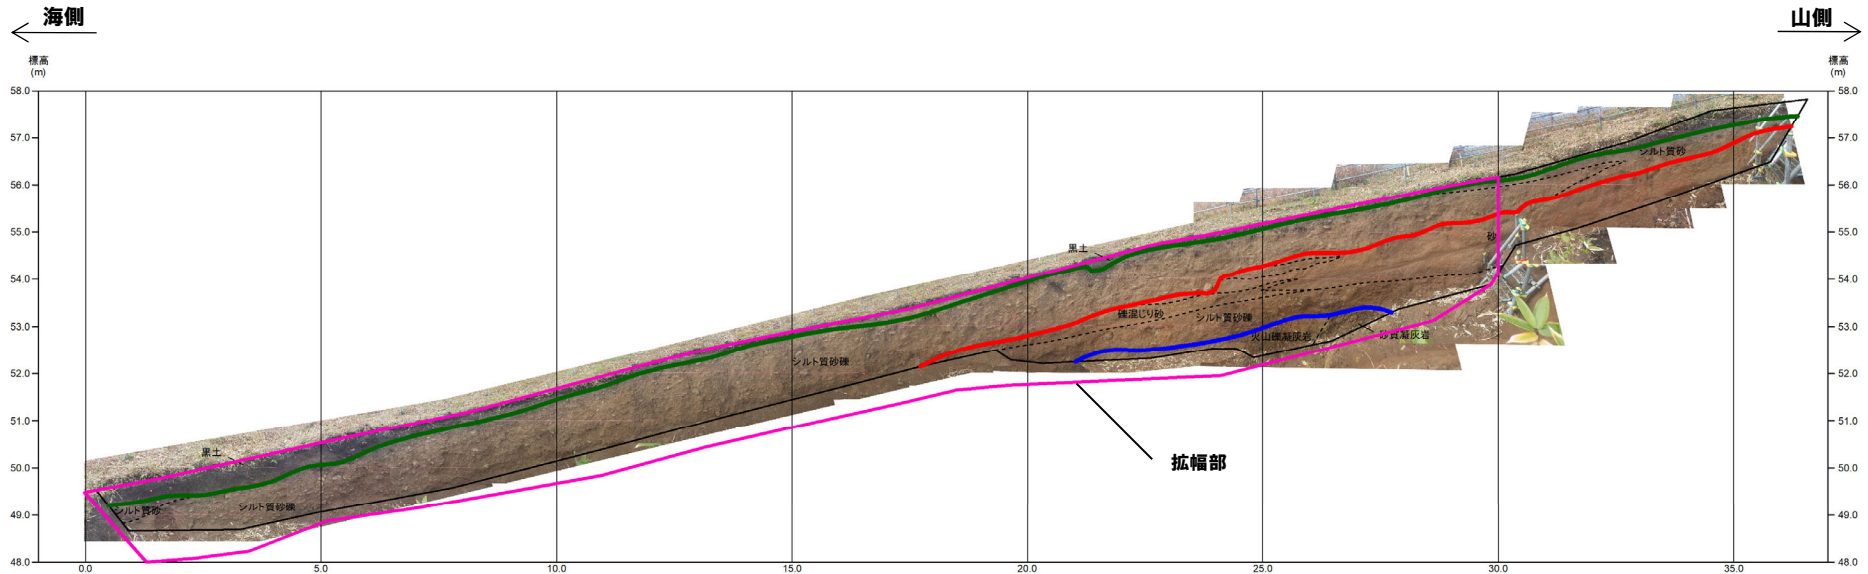 海側
山側
標高
(m)
標高
(m)
58.0
58.0
57.0
57.0
56.0
56.0
55.0
55.0
54.0
54.0
53.0
53.0
52.0
52.0
51.0
51.0
50.0
50.0
49.0
49.0
48.0
48.0
シルト質砂
砂
黒土
礫混じり砂
シルト質砂礫
火山礫凝灰岩
砂質凝灰岩
シルト質砂礫
拡幅部
黒土
シルト質砂
シルト質砂礫
0.0
5.0
10.0
15.0
20.0
25.0
30.0
35.0